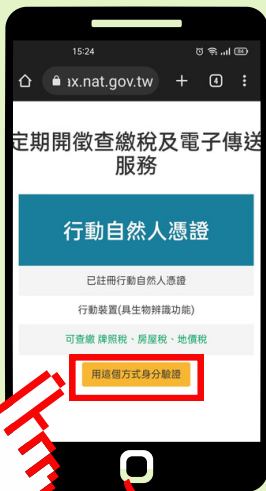 15:24
ax.nat.gov.tw
4
定期開徵查繳稅及電子傳送
服務
行動自然人憑證
已註冊行動自然人憑證
行動裝置(具生物辨識功能)
可查繳 牌照稅、房屋稅、地價稅
用這個方式身分驗證